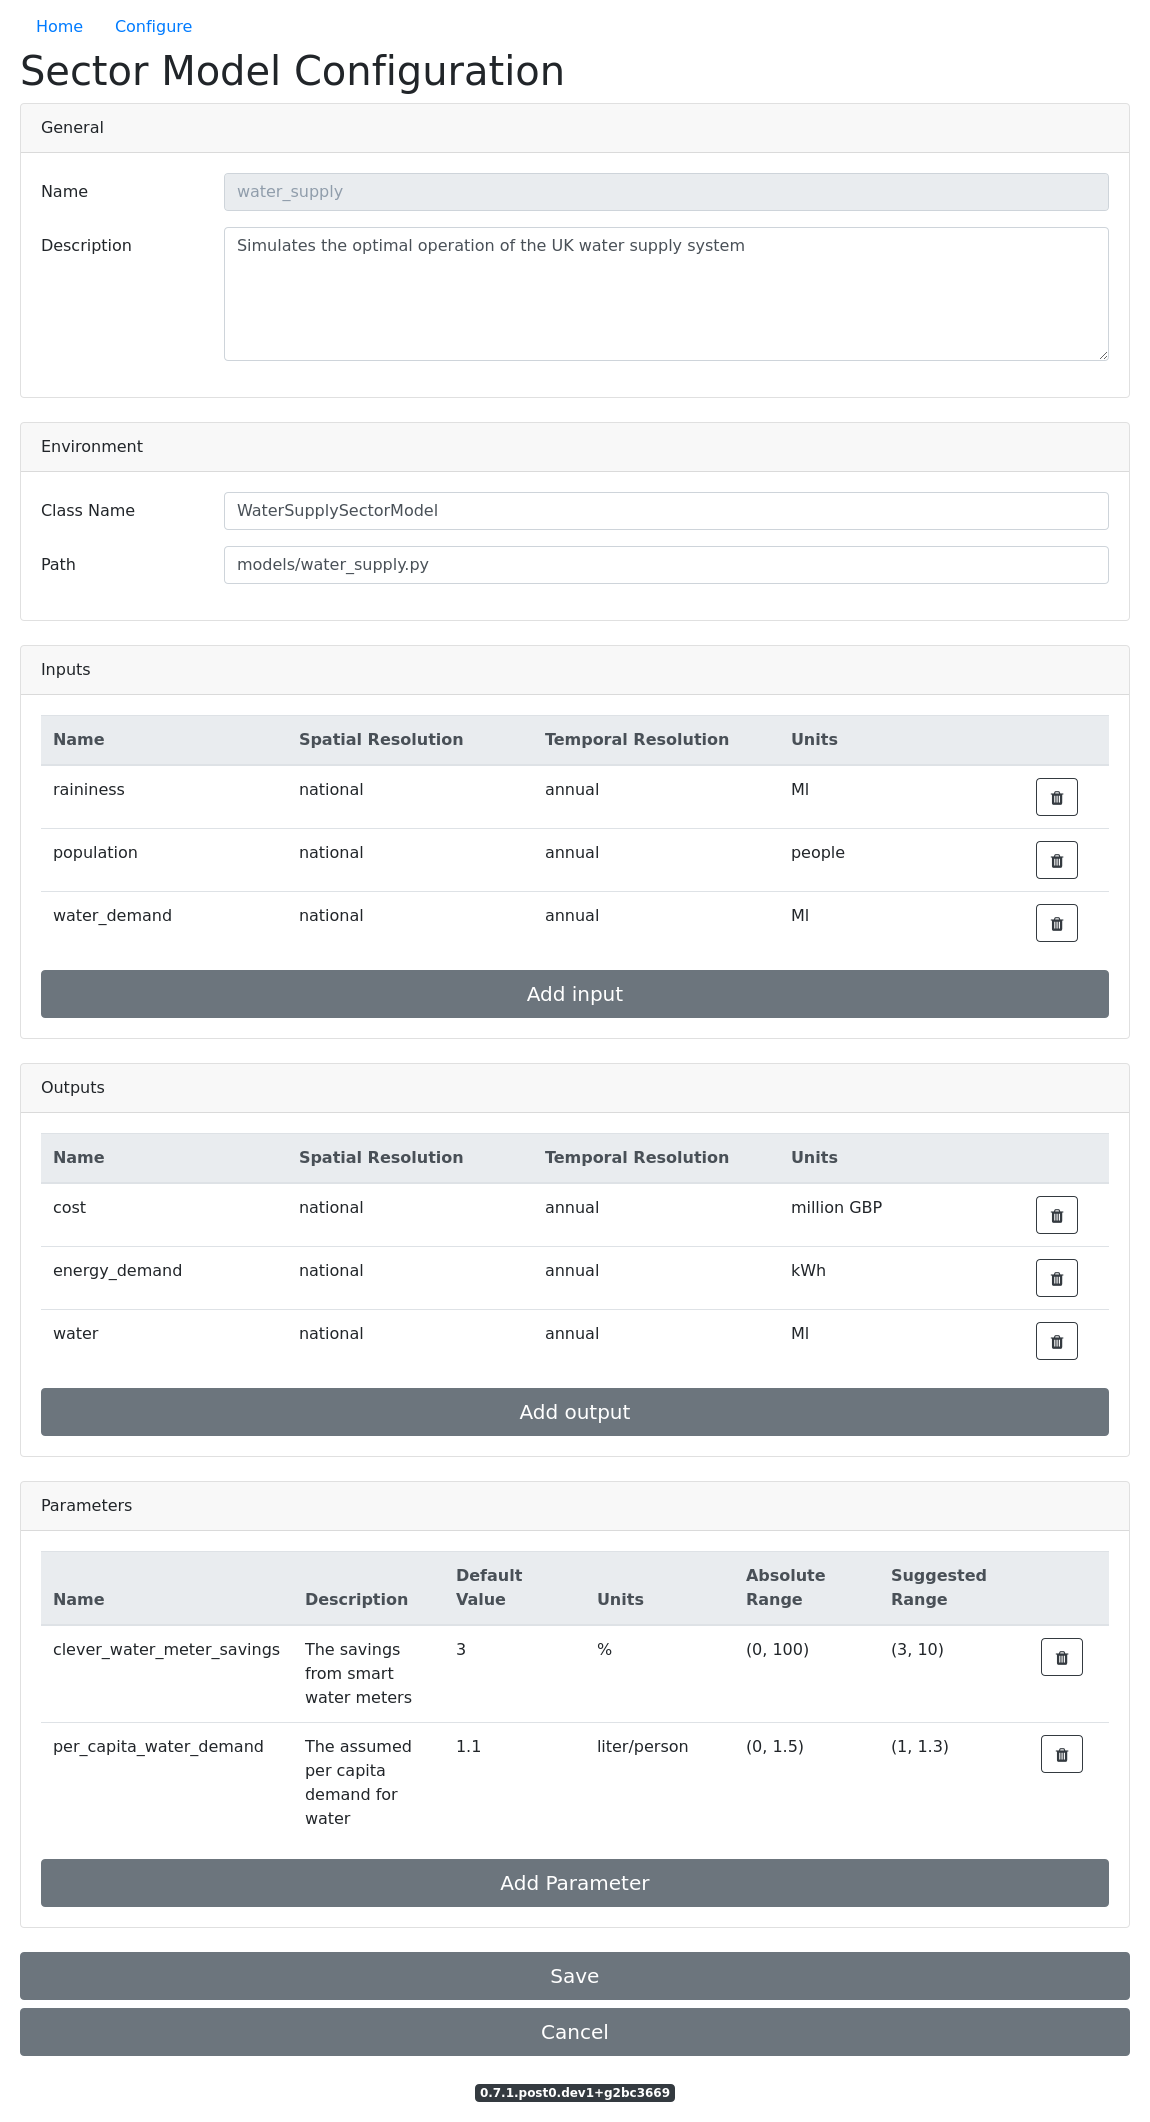 Home Configure
Sector Model Configuration
General
Name water_supply
Description Simulates the optimal operation of the UK water supply system
Environment
Class Name WaterSupplySectorModel
Path models/water_supply.py
Inputs
Name Spatial Resolution Temporal Resolution Units
raininess national annual Ml
population national annual people
water_demand national annual Ml
Add input
Outputs
Name Spatial Resolution Temporal Resolution Units
cost national annual million GBP
energy_demand national annual kWh
water national annual Ml
Add output
Parameters
Default Absolute Suggested
Name Description Value Units Range Range
clever_water_meter_savings The savings 3 % (0, 100) (3, 10)
from smart
water meters
per_capita_water_demand The assumed 1.1 liter/person (0, 1.5) (1, 1.3)
per capita
demand for
water
Add Parameter
Save
Cancel
0.7.1.post0.dev1+g2bc3669